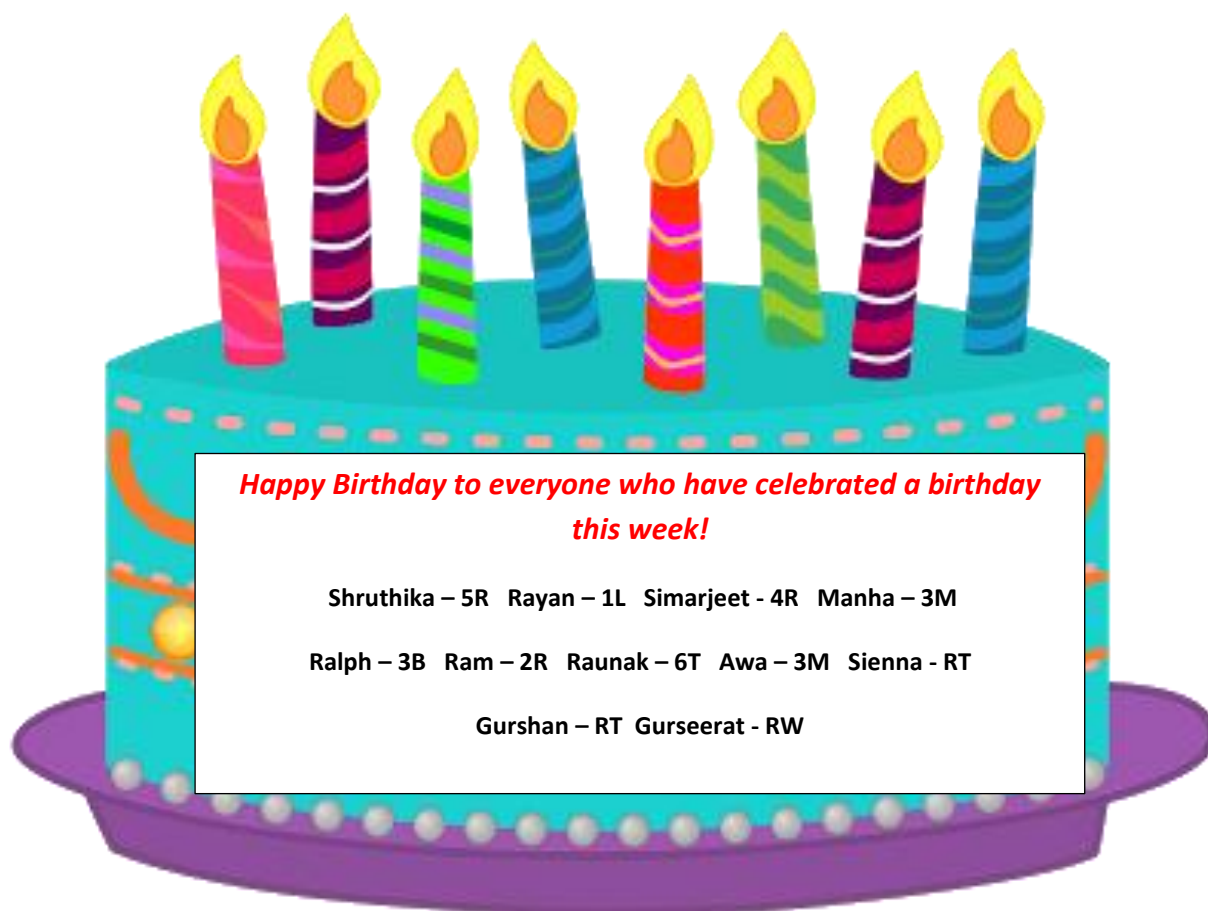 Happy Birthday to everyone who have celebrated a birthday
this week!
Shruthika – 5R Rayan – 1L Simarjeet - 4R Manha – 3M
Ralph – 3B Ram – 2R Raunak – 6T Awa – 3M Sienna - RT
Gurshan – RT Gurseerat - RW